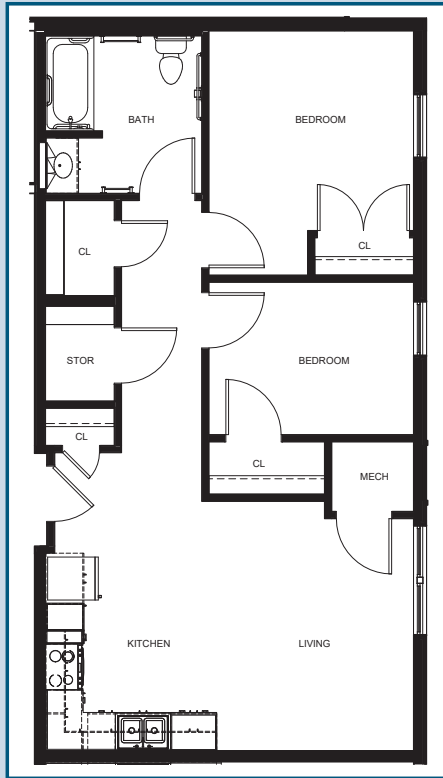 BATH
BEDROOM
CL
CL
STOR
BEDROOM
CL
CL
MECH
KITCHEN
LIVING